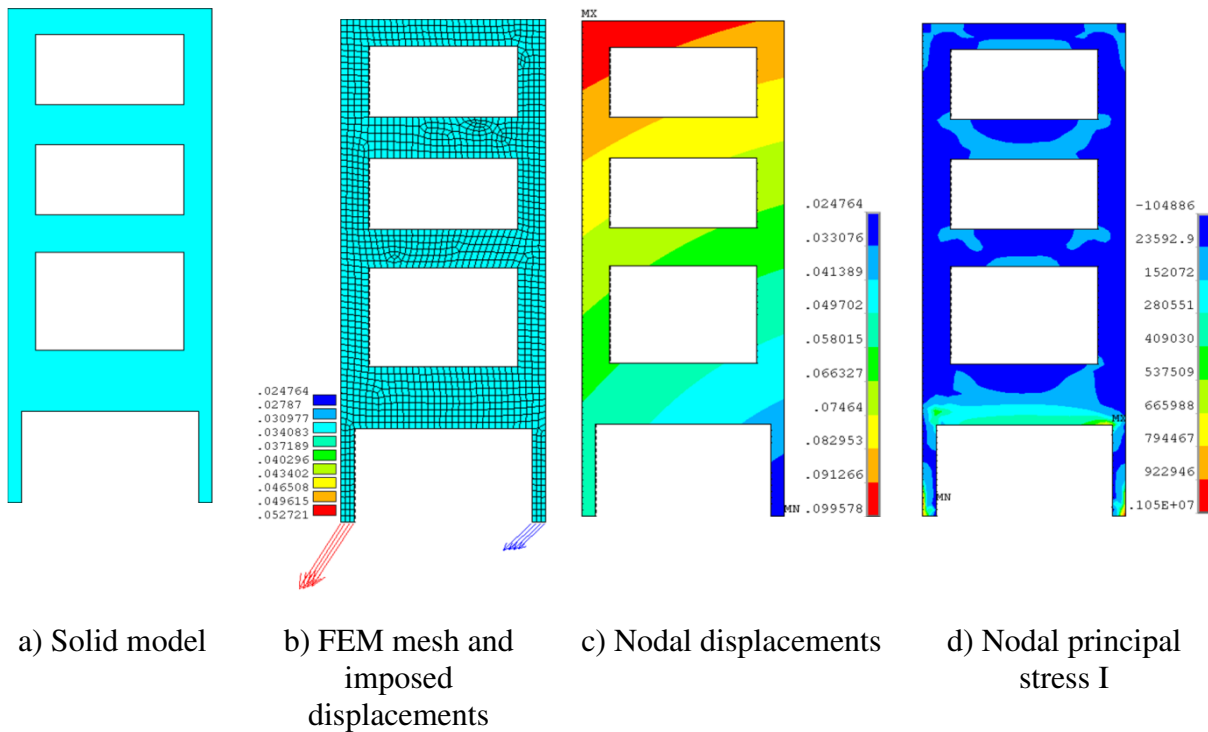 MX
.024764
.02787
.030977
.034083
.037189
.040296
.043402
.046508
.049615
.052721
.024764
.033076
.041389
.049702
.058015
.066327
.07464
.082953
.091266
.099578
MN
-104886
23592.9
152072
280551
409030
537509
665988
794467
922946
.105E+07
MX
MN
a) Solid model
b) FEM mesh and
imposed
displacements
c) Nodal displacements
d) Nodal principal
stress I